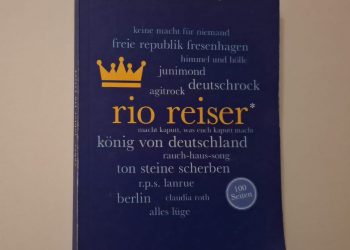 keine macht für niemand
freie republik fresenhagen
himmel und hölle
junimond
deutschrock
agitrock
rio reiser*
macht kaputt, was euch kaputt macht
könig von deutschland
rauch-haus-song
ton steine scherben
r.p.s. lanrue
100
Seiten
berlin claudia roth
alles lüge